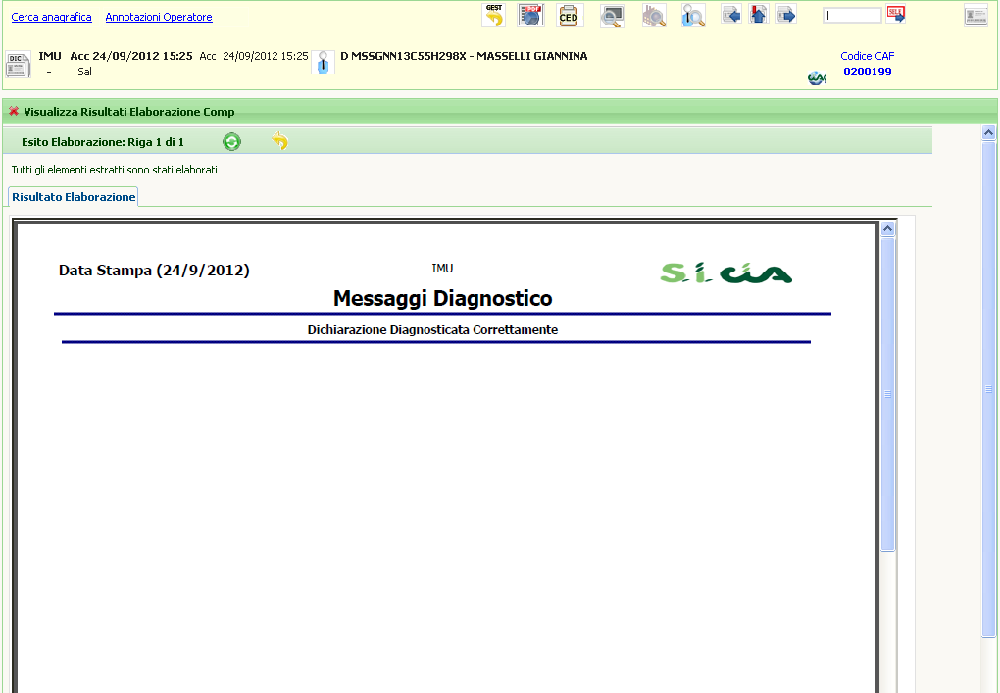 Cerca anagrafica Annotazioni Operatore
GEST
PDF
CED
SELE
DIC IMU Acc 24/09/2012 15:25 Acc 24/09/2012 15:25 D MSSGNN13C55H298X - MASSELLI GIANNINA
- Sal
Codice CAF
0200199
Visualizza Risultati Elaborazione Comp
Esito Elaborazione: Riga 1 di 1
Tutti gli elementi estratti sono stati elaborati
Risultato Elaborazione
Data Stampa (24/9/2012) IMU S.i. cia
Messaggi Diagnostico
Dichiarazione Diagnosticata Correttamente